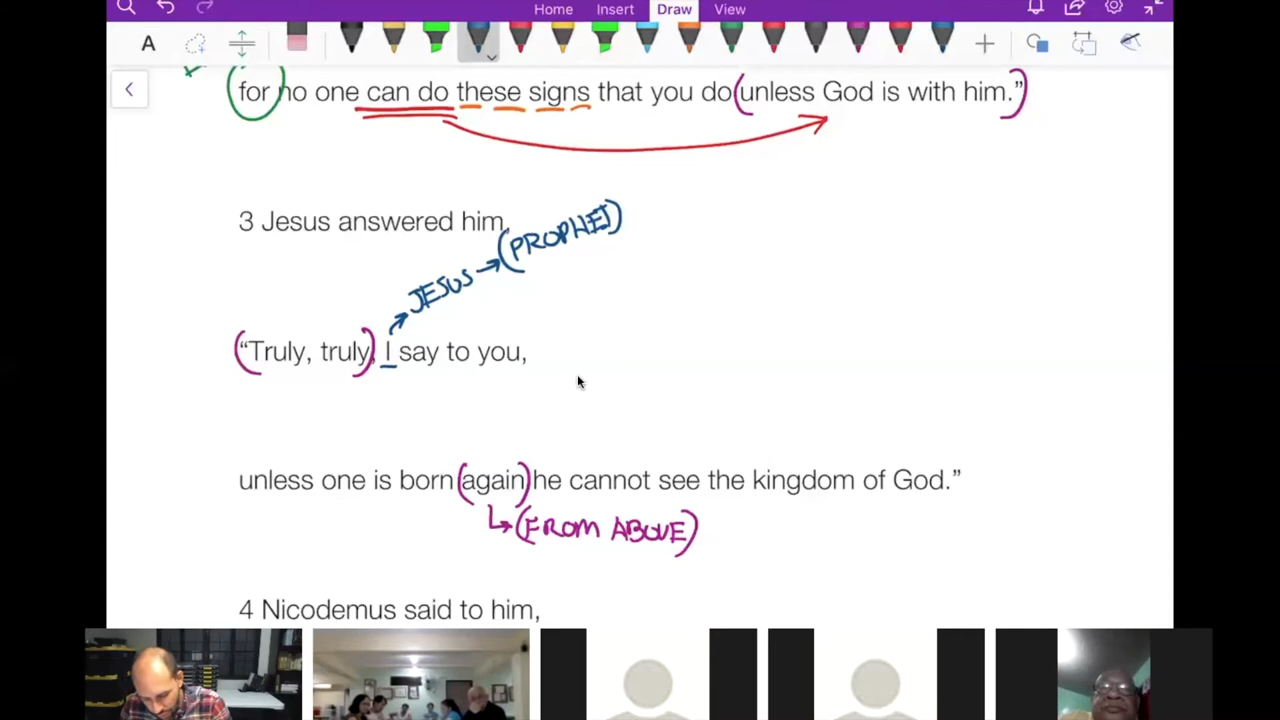 Home Insert Draw View
A
for no one can do these signs that you do (unless God is with him.”)
3 Jesus answered him,
JESUS → (PROPHET)
(“Truly, truly), I say to you,
unless one is born (again) he cannot see the kingdom of God.”
(FROM ABOVE)
4 Nicodemus said to him,